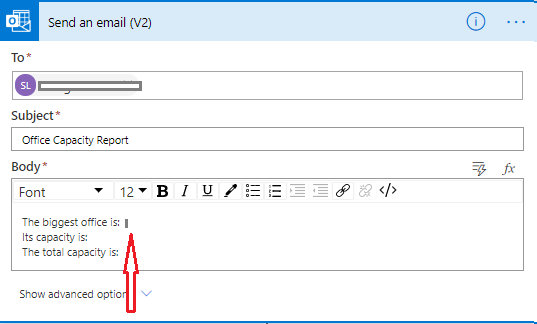 Send an email (V2)
To*
SL
Subject*
Office Capacity Report
Body*
fx
Font 12 B I U </>
The biggest office is:
Its capacity is:
The total capacity is:
Show advanced option